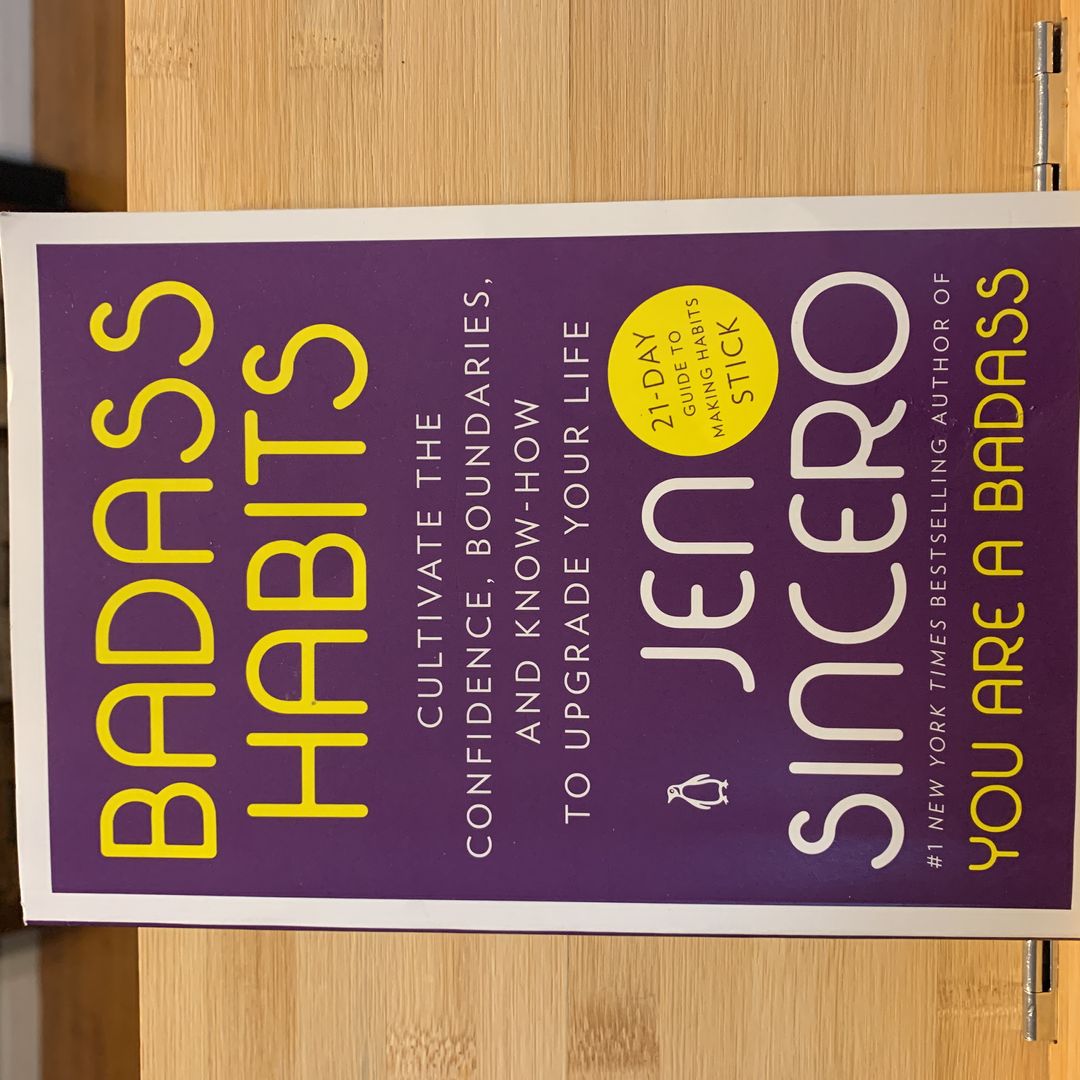 BADASS
HABITS
CULTIVATE THE
CONFIDENCE, BOUNDARIES,
AND KNOW-HOW
TO UPGRADE YOUR LIFE
21-DAY
GUIDE TO
MAKING HABITS
STICK
JEN
SINCERO
#1 NEW YORK TIMES BESTSELLING AUTHOR OF
YOU ARE A BADASS